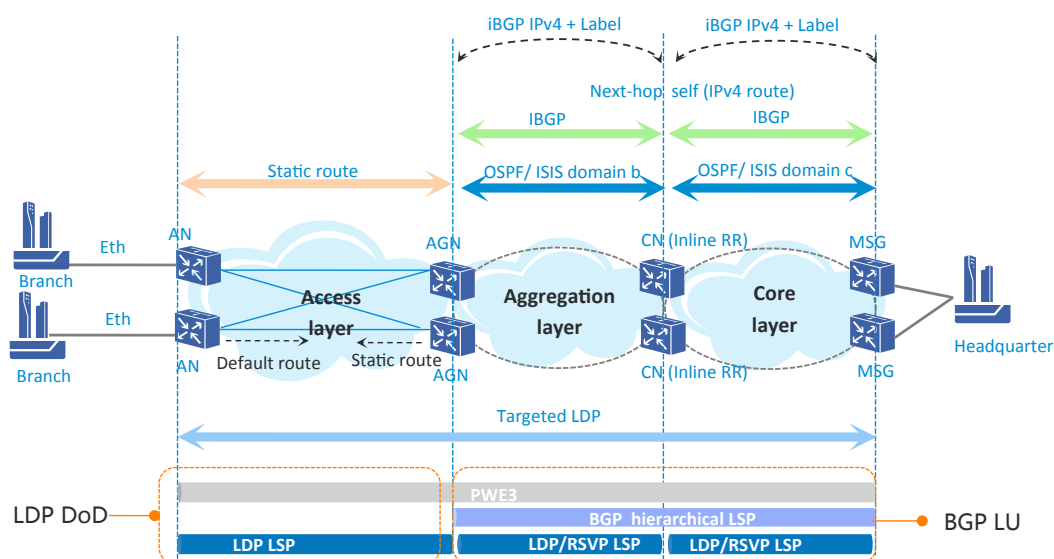 iBGP IPv4 + Label
iBGP IPv4 + Label
Next-hop self (IPv4 route)
IBGP
IBGP
Static route
OSPF/ ISIS domain b
OSPF/ ISIS domain c
AN
AGN
CN (Inline RR)
MSG
Eth
Branch
Access layer
Aggregation layer
Core layer
Eth
Branch
AN
Default route
Static route
AGN
CN (Inline RR)
MSG
Headquarter
Targeted LDP
PWE3
LDP DoD
BGP hierarchical LSP
BGP LU
LDP LSP
LDP/RSVP LSP
LDP/RSVP LSP